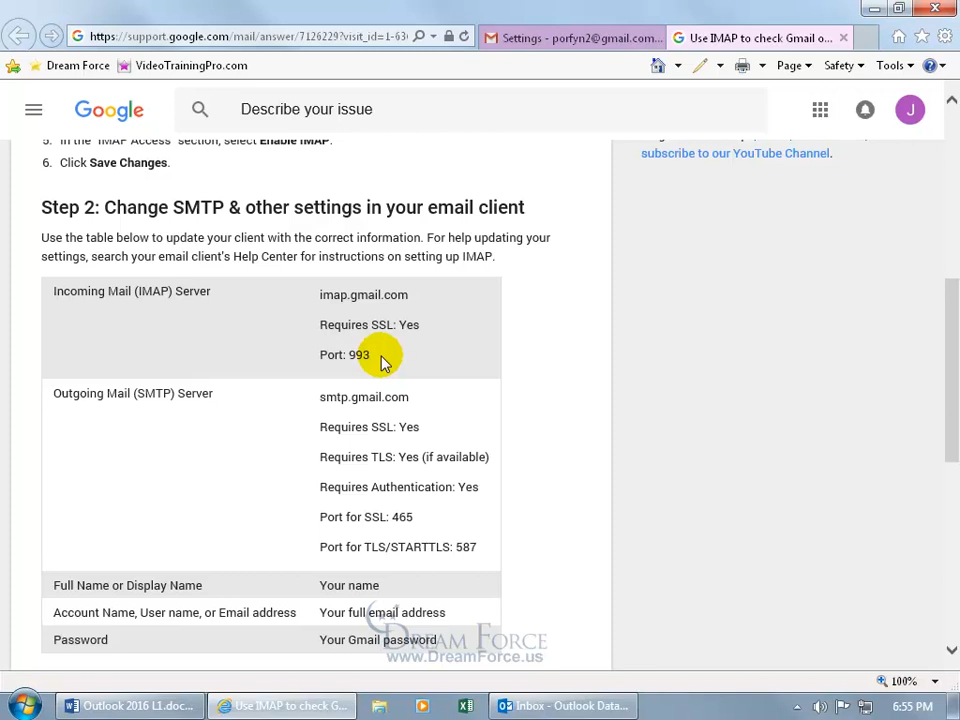 https://support.google.com/mail/answer/7126229?visit_id=1-63
Settings - porfyn2@gmail.com...
Use IMAP to check Gmail o...
Dream Force
VideoTrainingPro.com
Page
Safety
Tools
Google
Describe your issue
J
5. In the "IMAP Access" section, select Enable IMAP.
6. Click Save Changes.
subscribe to our YouTube Channel.
Step 2: Change SMTP & other settings in your email client
Use the table below to update your client with the correct information. For help updating your
settings, search your email client's Help Center for instructions on setting up IMAP.
Incoming Mail (IMAP) Server
imap.gmail.com
Requires SSL: Yes
Port: 993
Outgoing Mail (SMTP) Server
smtp.gmail.com
Requires SSL: Yes
Requires TLS: Yes (if available)
Requires Authentication: Yes
Port for SSL: 465
Port for TLS/STARTTLS: 587
Full Name or Display Name
Your name
Account Name, User name, or Email address
Your full email address
Password
Your Gmail password
DREAM FORCE
www.DreamForce.us
100%
Outlook 2016 L1.doc...
Use IMAP to check G...
Inbox - Outlook Data...
6:55 PM